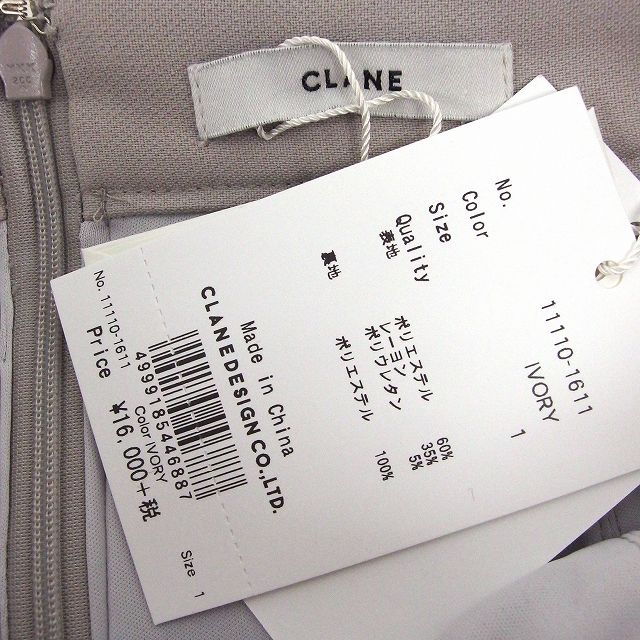 CLANE
No. 11110-1611
Color IVORY
Size 1
Quality
表地 ポリエステル 60%
レーヨン 35%
ポリウレタン 5%
裏地 ポリエステル 100%
Made in China
CLANE DESIGN CO., LTD.
4999185446887
No. 11110-1611 Color IVORY Size 1
Price ¥16,000+税